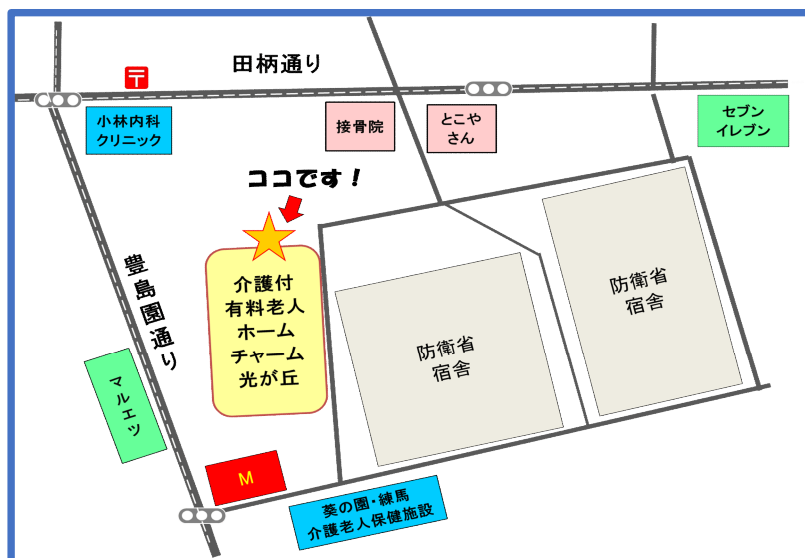 田柄通り
〒
小林内科
クリニック
接骨院
とこや
さん
セブン
イレブン
ココです！
豊島園通り
介護付
有料老人
ホーム
チャーム
光が丘
防衛省
宿舎
防衛省
宿舎
マルエツ
M
葵の園・練馬
介護老人保健施設